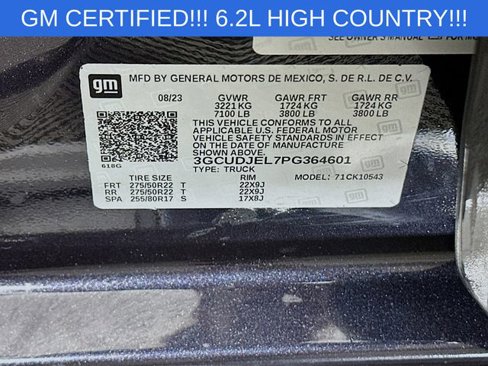 GM CERTIFIED!!! 6.2L HIGH COUNTRY!!!
SEE OWNER'S MANUAL
gm
MFD BY GENERAL MOTORS DE MEXICO, S. DE R.L. DE C.V.
08/23 GVWR GAWR FRT GAWR RR
3221 KG 1724 KG 1724 KG
7100 LB 3800 LB 3800 LB
THIS VEHICLE CONFORMS TO ALL
APPLICABLE U.S. FEDERAL MOTOR
VEHICLE SAFETY STANDARDS IN EFFECT
ON THE DATE OF MANUFACTURE
SHOWN ABOVE.
3GCUDJEL7PG364601
618G TYPE: TRUCK MODEL: 71CK10543
TIRE SIZE RIM
FRT 275/50R22 T 22X9J
RR 275/50R22 T 22X9J
SPA 255/80R17 S 17X8J